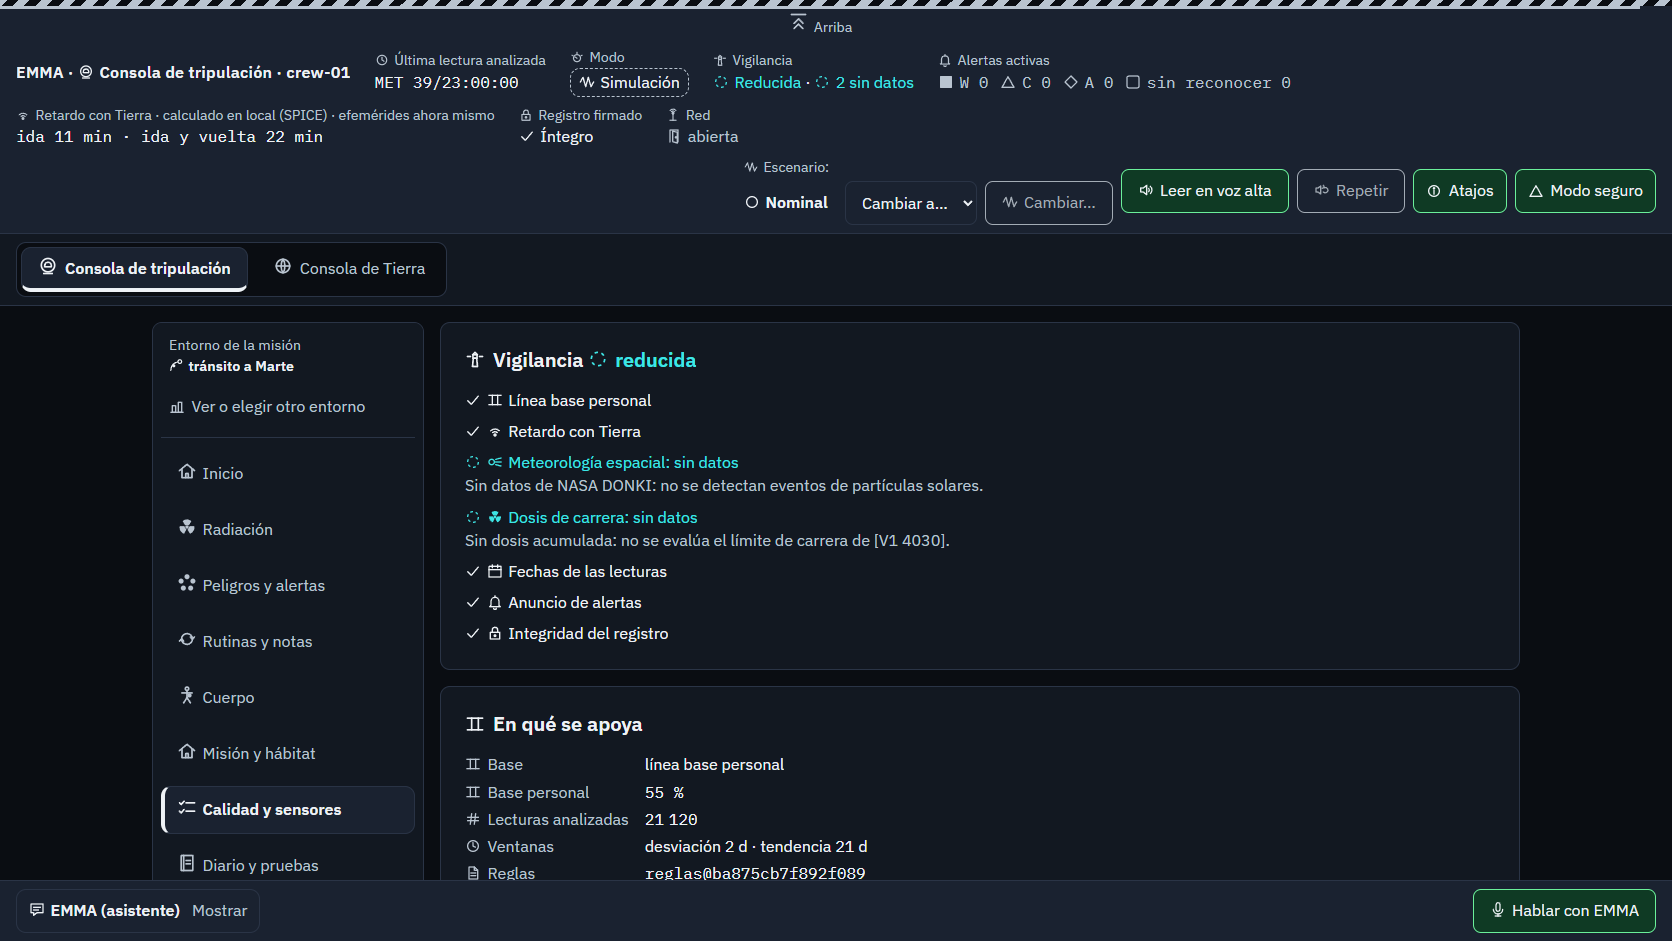 Arriba
EMMA · Consola de tripulación · crew-01
Última lectura analizada
MET 39/23:00:00
Modo
Simulación
Vigilancia
Reducida · 2 sin datos
Alertas activas
W 0 C 0 A 0 sin reconocer 0
Retardo con Tierra · calculado en local (SPICE) · efemérides ahora mismo
ida 11 min · ida y vuelta 22 min
Registro firmado
Íntegro
Red
abierta
Escenario:
Nominal
Cambiar a...
Cambiar...
Leer en voz alta
Repetir
Atajos
Modo seguro
Consola de tripulación
Consola de Tierra
Entorno de la misión
tránsito a Marte
Ver o elegir otro entorno
Inicio
Radiación
Peligros y alertas
Rutinas y notas
Cuerpo
Misión y hábitat
Calidad y sensores
Diario y pruebas
Vigilancia reducida
Línea base personal
Retardo con Tierra
Meteorología espacial: sin datos
Sin datos de NASA DONKI: no se detectan eventos de partículas solares.
Dosis de carrera: sin datos
Sin dosis acumulada: no se evalúa el límite de carrera de [V1 4030].
Fechas de las lecturas
Anuncio de alertas
Integridad del registro
En qué se apoya
Base línea base personal
Base personal 55 %
Lecturas analizadas 21 120
Ventanas desviación 2 d · tendencia 21 d
Reglas reglas@ba875cb7f892f089
EMMA (asistente) Mostrar
Hablar con EMMA